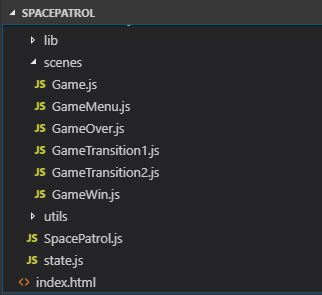 SPACEPATROL
lib
scenes
JS Game.js
JS GameMenu.js
JS GameOver.js
JS GameTransition1.js
JS GameTransition2.js
JS GameWin.js
utils
JS SpacePatrol.js
JS state.js
<> index.html